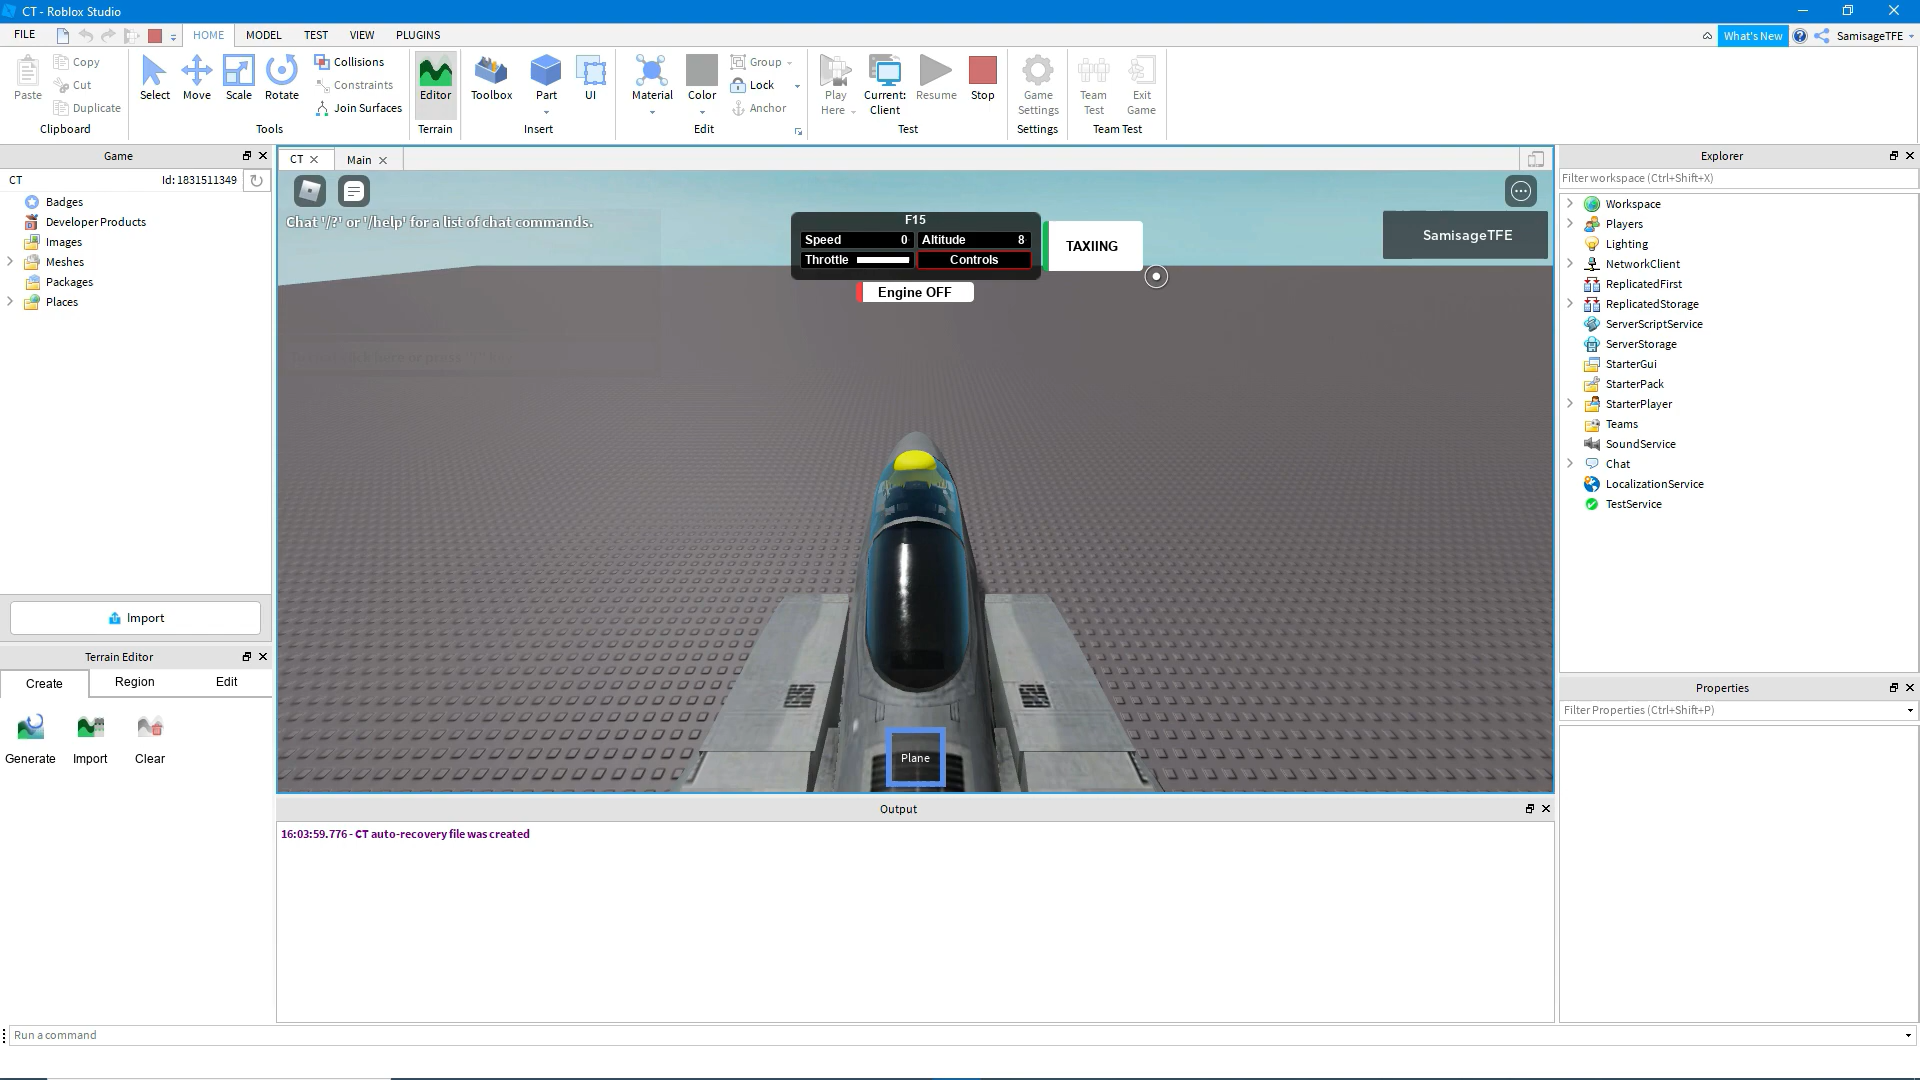 CT - Roblox Studio
FILE
HOME
MODEL
TEST
VIEW
PLUGINS
What's New
SamisageTFE
Paste
Copy
Cut
Duplicate
Clipboard
Select
Move
Scale
Rotate
Collisions
Constraints
Join Surfaces
Tools
Editor
Terrain
Toolbox
Part
UI
Insert
Material
Color
Group
Lock
Anchor
Edit
Play
Here
Current:
Client
Resume
Stop
Test
Game
Settings
Settings
Team
Test
Exit
Game
Team Test
Game
CT
Id: 1831511349
Badges
Developer Products
Images
Meshes
Packages
Places
Import
Terrain Editor
Create
Region
Edit
Generate
Import
Clear
CT
Main
Chat '/?' or '/help' for a list of chat commands.
F15
Speed 0
Altitude 8
Throttle
Controls
Engine OFF
TAXIING
SamisageTFE
Plane
Output
16:03:59.776 - CT auto-recovery file was created
Explorer
Filter workspace (Ctrl+Shift+X)
Workspace
Players
Lighting
NetworkClient
ReplicatedFirst
ReplicatedStorage
ServerScriptService
ServerStorage
StarterGui
StarterPack
StarterPlayer
Teams
SoundService
Chat
LocalizationService
TestService
Properties
Filter Properties (Ctrl+Shift+P)
Run a command